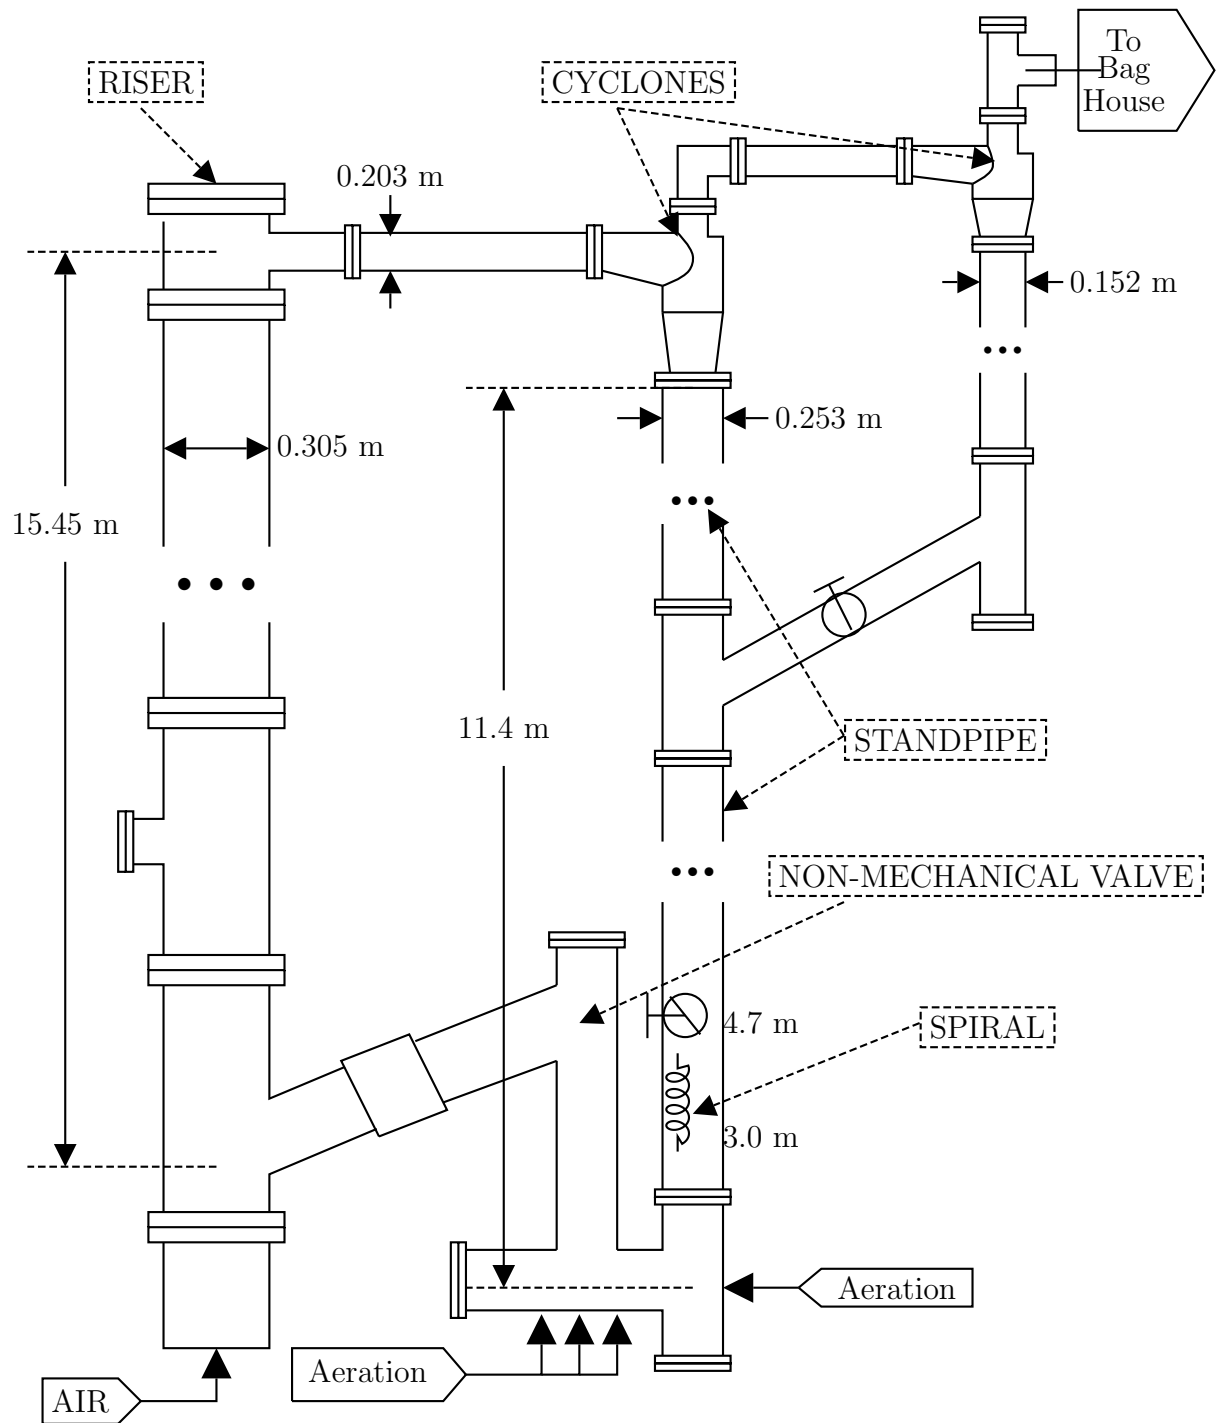 To
Bag
House
RISER
CYCLONES
0.203 m
0.152 m
0.253 m
0.305 m
15.45 m
11.4 m
STANDPIPE
NON-MECHANICAL VALVE
4.7 m
SPIRAL
3.0 m
Aeration
Aeration
AIR